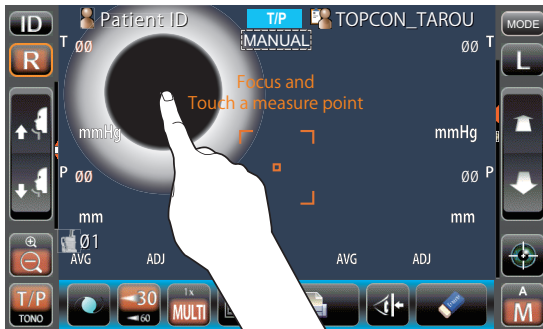 ID
Patient ID
T/P
TOPCON_TAROU
MODE
R
T
00
MANUAL
00
T
L
Focus and
Touch a measure point
mmHg
mmHg
P
00
00
P
mm
mm
01
AVG
ADJ
AVG
ADJ
T/P
TONO
30
60
1x
MULTI
A
M